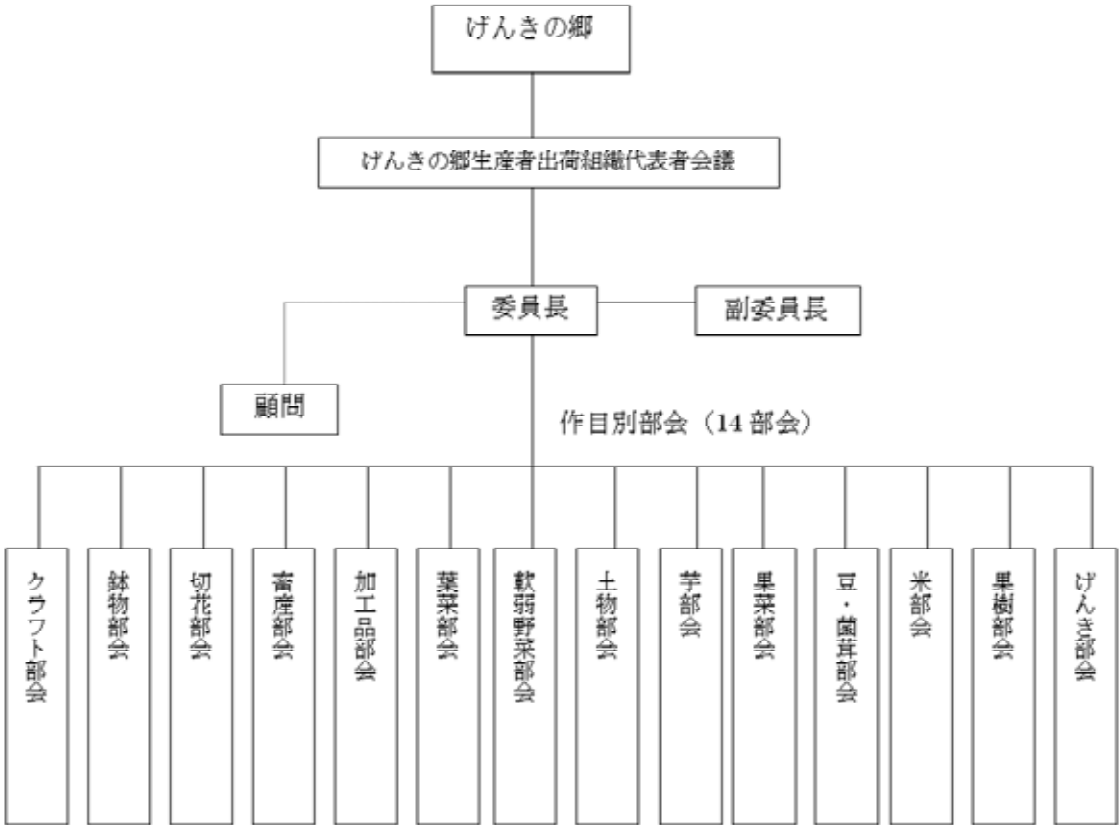 げんきの郷
げんきの郷生産者出荷組織代表者会議
委員長
副委員長
顧問
作目別部会（14 部会）
クラフト部会
鉢物部会
切花部会
畜産部会
加工品部会
葉菜部会
軟弱野菜部会
土物部会
芋部会
果菜部会
豆・菌茸部会
米部会
果樹部会
げんき部会